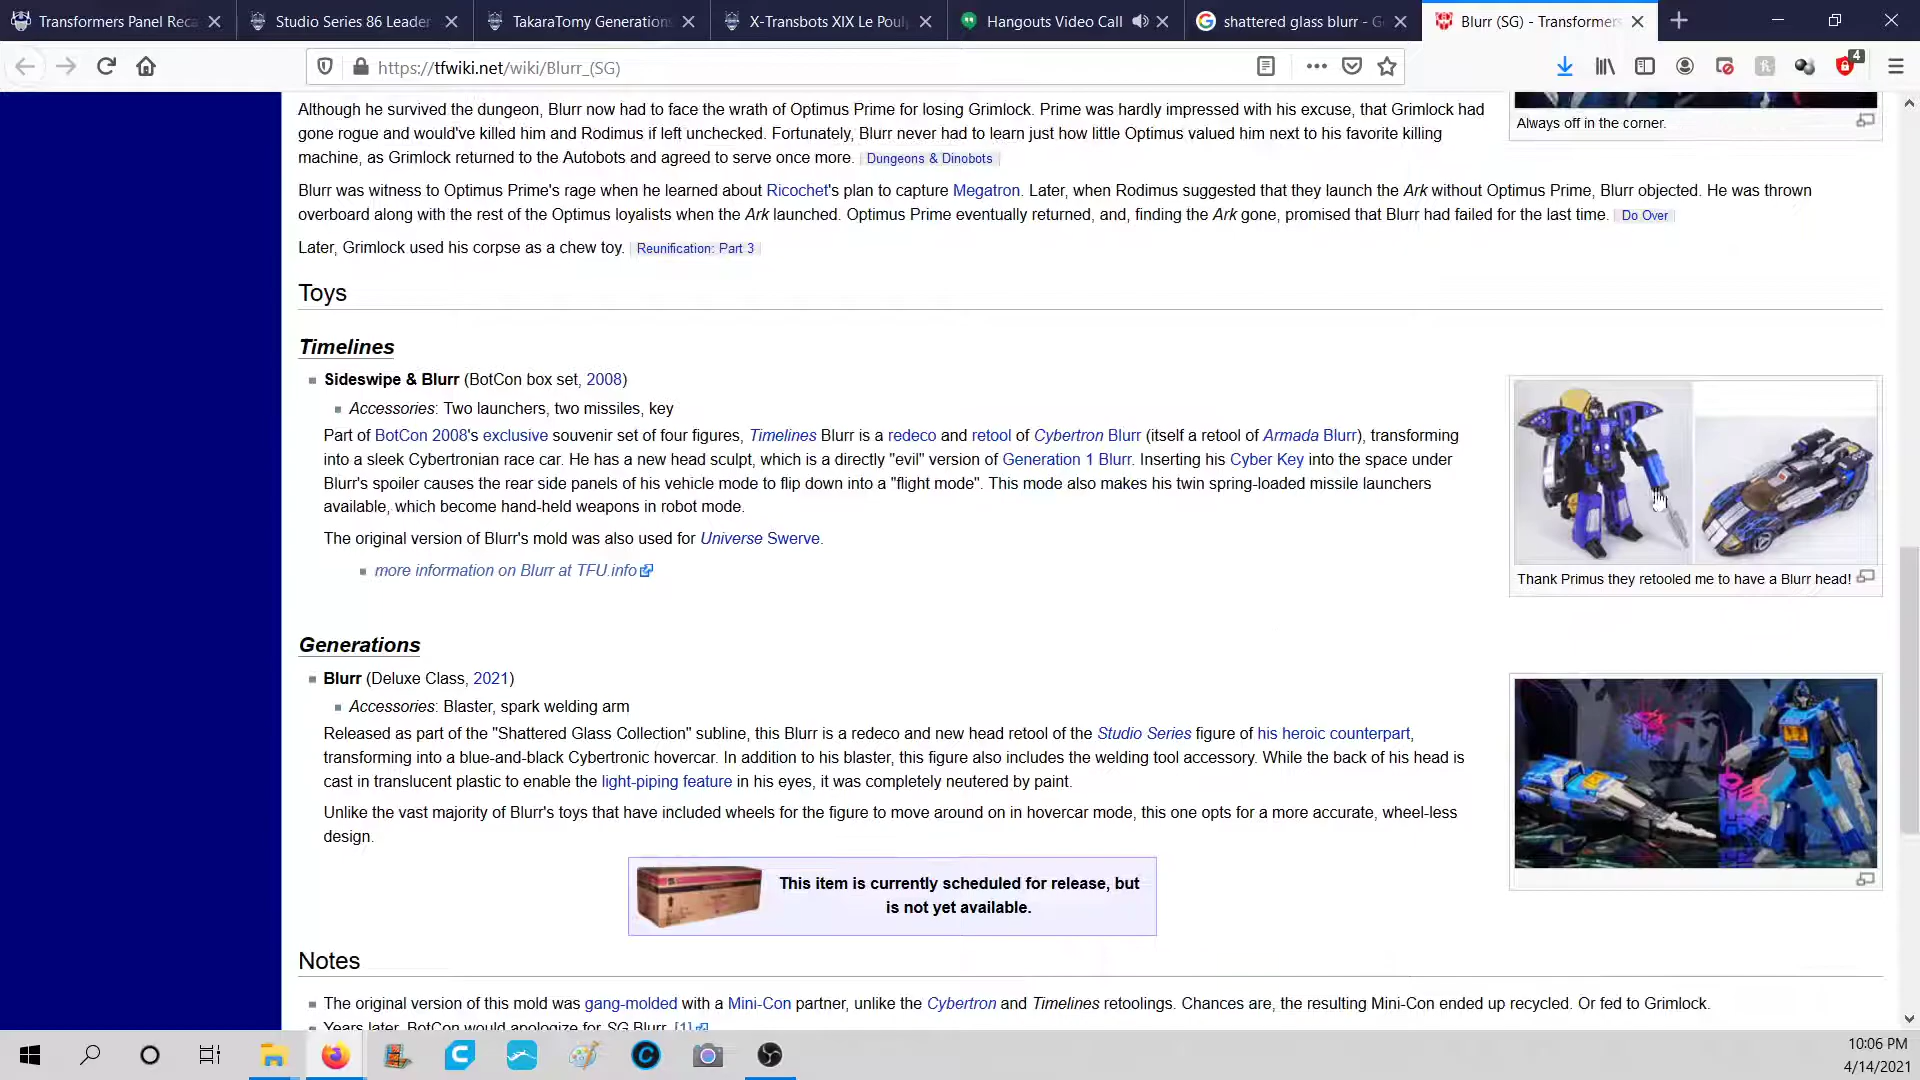 Transformers Panel Reca
Studio Series 86 Leader
TakaraTomy Generations
X-Transbots XIX Le Poul
Hangouts Video Call
shattered glass blurr - G
Blurr (SG) - Transformers
https://tfwiki.net/wiki/Blurr_(SG)
4
Although he survived the dungeon, Blurr now had to face the wrath of Optimus Prime for losing Grimlock. Prime was hardly impressed with his excuse, that Grimlock had
gone rogue and would've killed him and Rodimus if left unchecked. Fortunately, Blurr never had to learn just how little Optimus valued him next to his favorite killing
machine, as Grimlock returned to the Autobots and agreed to serve once more. Dungeons & Dinobots
Always off in the corner.
Blurr was witness to Optimus Prime's rage when he learned about Ricochet's plan to capture Megatron. Later, when Rodimus suggested that they launch the Ark without Optimus Prime, Blurr objected. He was thrown
overboard along with the rest of the Optimus loyalists when the Ark launched. Optimus Prime eventually returned, and, finding the Ark gone, promised that Blurr had failed for the last time. Do Over
Later, Grimlock used his corpse as a chew toy. Reunification: Part 3
Toys
Timelines
Sideswipe & Blurr (BotCon box set, 2008)
Accessories: Two launchers, two missiles, key
Part of BotCon 2008's exclusive souvenir set of four figures, Timelines Blurr is a redeco and retool of Cybertron Blurr (itself a retool of Armada Blurr), transforming
into a sleek Cybertronian race car. He has a new head sculpt, which is a directly "evil" version of Generation 1 Blurr. Inserting his Cyber Key into the space under
Blurr's spoiler causes the rear side panels of his vehicle mode to flip down into a "flight mode". This mode also makes his twin spring-loaded missile launchers
available, which become hand-held weapons in robot mode.
The original version of Blurr's mold was also used for Universe Swerve.
more information on Blurr at TFU.info
Thank Primus they retooled me to have a Blurr head!
Generations
Blurr (Deluxe Class, 2021)
Accessories: Blaster, spark welding arm
Released as part of the "Shattered Glass Collection" subline, this Blurr is a redeco and new head retool of the Studio Series figure of his heroic counterpart,
transforming into a blue-and-black Cybertronic hovercar. In addition to his blaster, this figure also includes the welding tool accessory. While the back of his head is
cast in translucent plastic to enable the light-piping feature in his eyes, it was completely neutered by paint.
Unlike the vast majority of Blurr's toys that have included wheels for the figure to move around on in hovercar mode, this one opts for a more accurate, wheel-less
design.
This item is currently scheduled for release, but
is not yet available.
Notes
The original version of this mold was gang-molded with a Mini-Con partner, unlike the Cybertron and Timelines retoolings. Chances are, the resulting Mini-Con ended up recycled. Or fed to Grimlock.
Years later, BotCon would apologize for SG Blurr. [1]
10:06 PM
4/14/2021